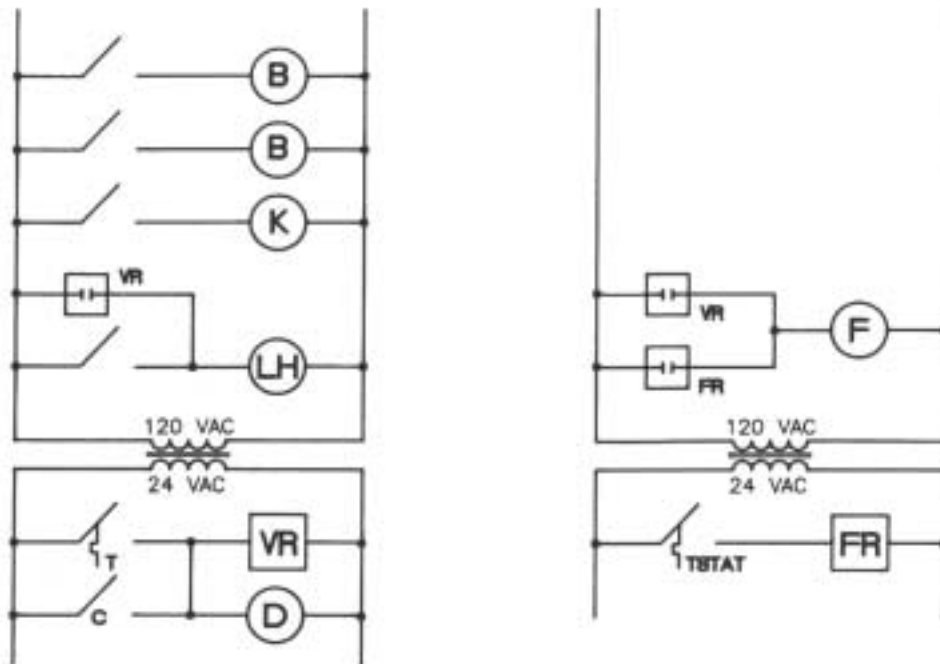 B
B
K
VR
LH
120 VAC
24 VAC
T
VR
C
D
VR
F
FR
120 VAC
24 VAC
TSTAT
FR